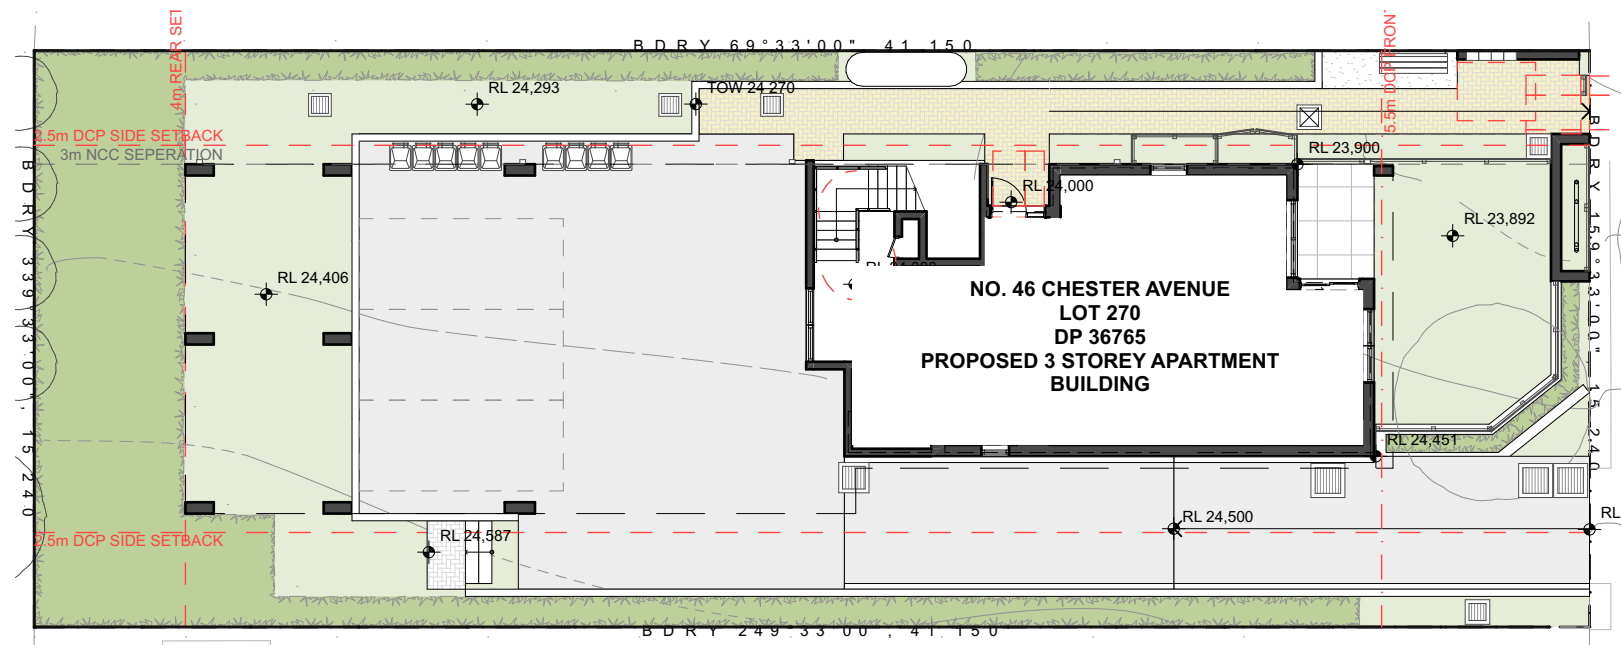 BDRY 69°33'00" 41.150
4m REAR SET
5.5m DCP FRON
RL 24,293
TOW 24 270
2.5m DCP SIDE SETBACK
3m NCC SEPERATION
RL 23,900
RL 24,000
RL 23,892
RL 24,406
NO. 46 CHESTER AVENUE
LOT 270
DP 36765
PROPOSED 3 STOREY APARTMENT
BUILDING
BDRY 339°33'00", 15.240
BDRY 159°33'00" 15.240
RL 24,451
RL 24,500
RL
RL 24,587
2.5m DCP SIDE SETBACK
BDRY 249 33 00 , 41 150